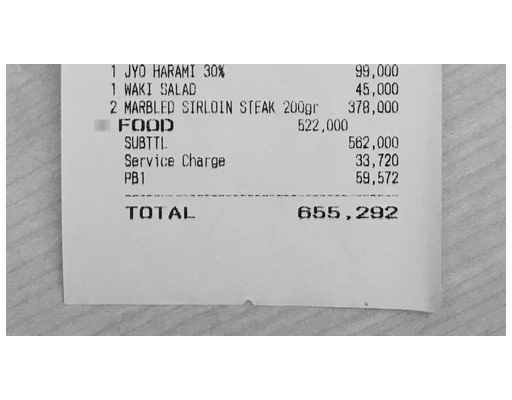 1 JYO HARAMI 30% 99,000
1 WAKI SALAD 45,000
2 MARBLED SIRLOIN STEAK 200gr 378,000
FOOD 522,000
SUBTTL 562,000
Service Charge 33,720
PB1 59,572
TOTAL 655,292